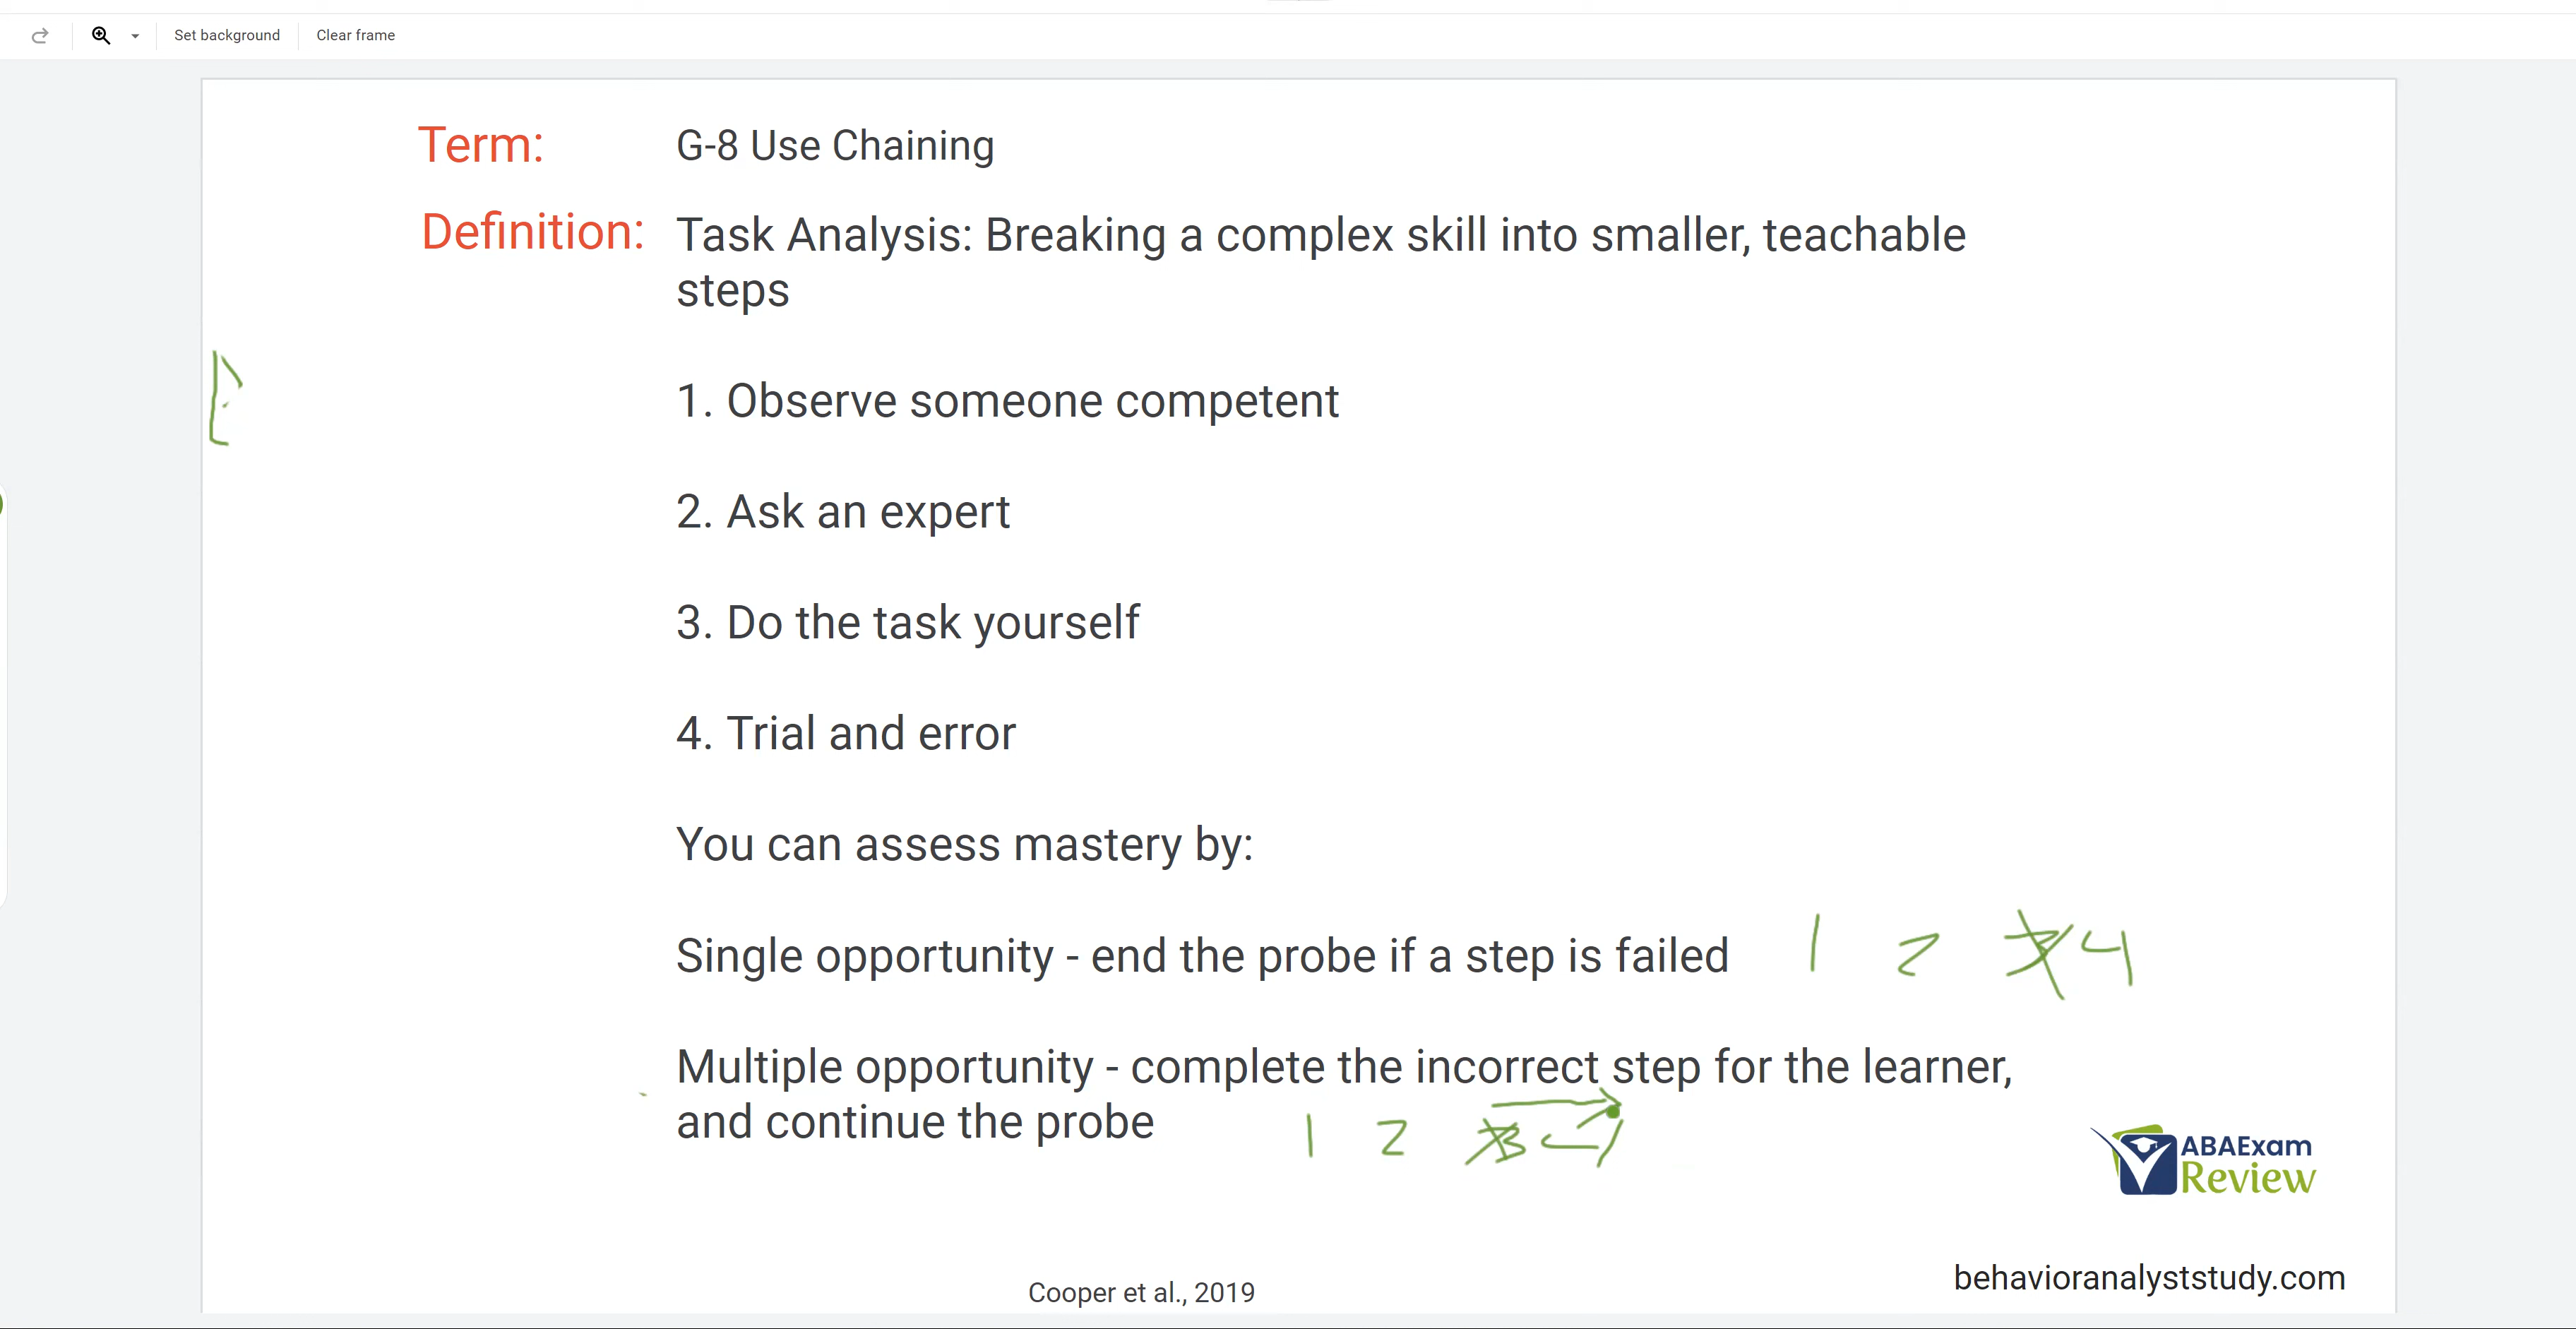 Set background Clear frame
Term: G-8 Use Chaining
Definition: Task Analysis: Breaking a complex skill into smaller, teachable
steps
1. Observe someone competent
2. Ask an expert
3. Do the task yourself
4. Trial and error
You can assess mastery by:
Single opportunity - end the probe if a step is failed 1 2 3 4
Multiple opportunity - complete the incorrect step for the learner,
and continue the probe 1 2 3 4
ABAExam
Review
behavioranalyststudy.com
Cooper et al., 2019